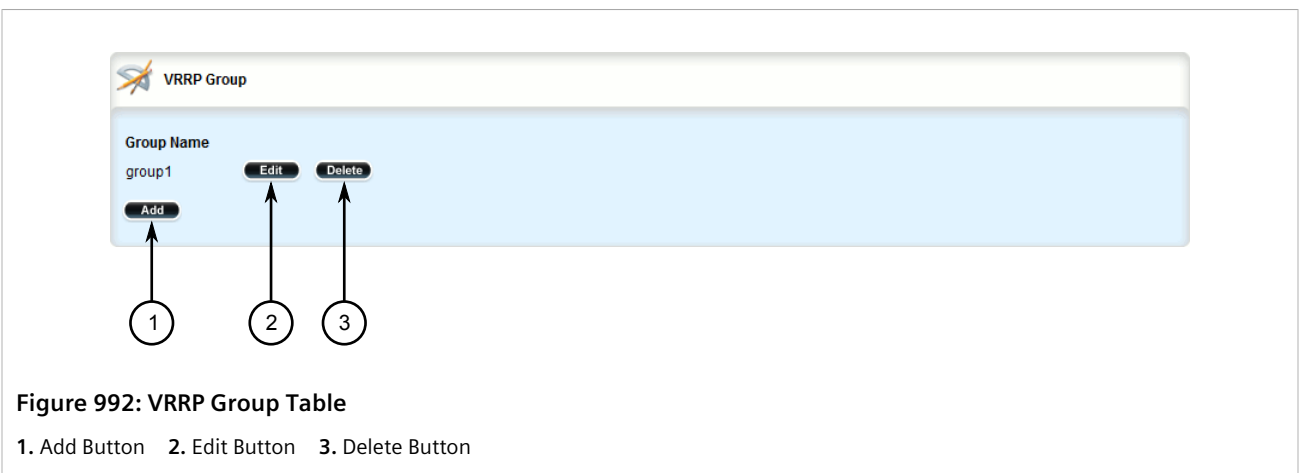 VRRP Group
Group Name
group1 Edit Delete
Add
1 2 3
Figure 992: VRRP Group Table
1. Add Button 2. Edit Button 3. Delete Button